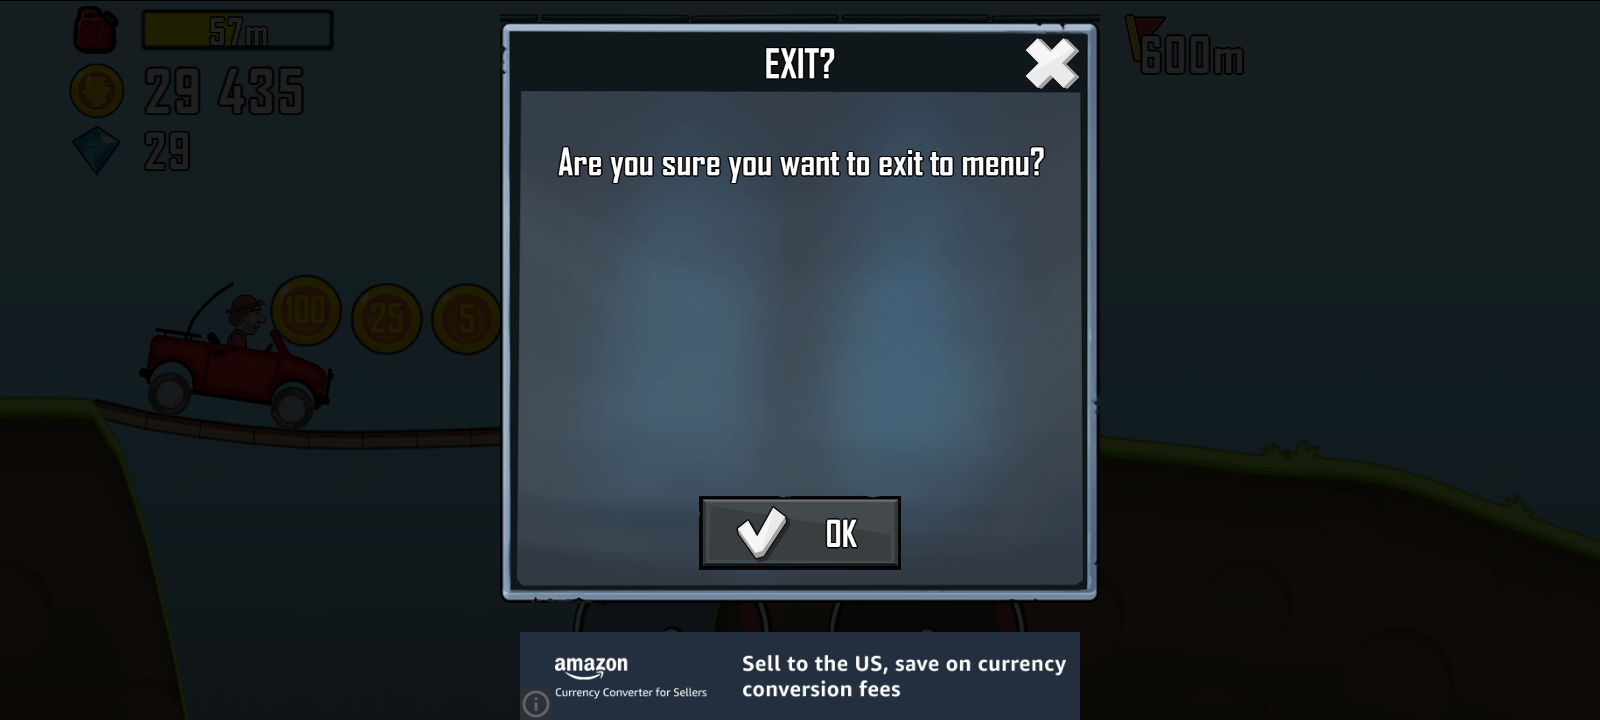 57m
29 435
29
EXIT?
600m
Are you sure you want to exit to menu?
100
25
5
OK
amazon
Currency Converter for Sellers
Sell to the US, save on currency
conversion fees